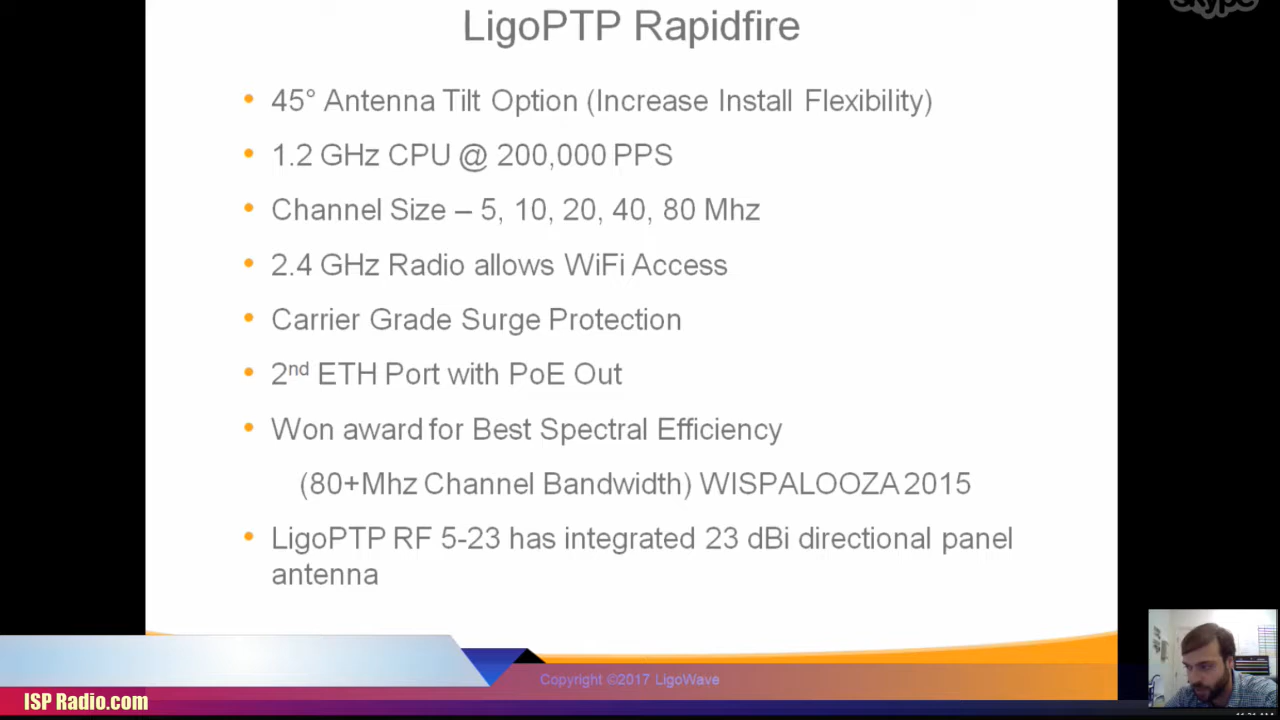 skype
LigoPTP Rapidfire
45° Antenna Tilt Option (Increase Install Flexibility)
1.2 GHz CPU @ 200,000 PPS
Channel Size – 5, 10, 20, 40, 80 Mhz
2.4 GHz Radio allows WiFi Access
Carrier Grade Surge Protection
2nd ETH Port with PoE Out
Won award for Best Spectral Efficiency
(80+Mhz Channel Bandwidth) WISPALOOZA 2015
LigoPTP RF 5-23 has integrated 23 dBi directional panel
antenna
Copyright ©2017 LigoWave
ISP Radio.com